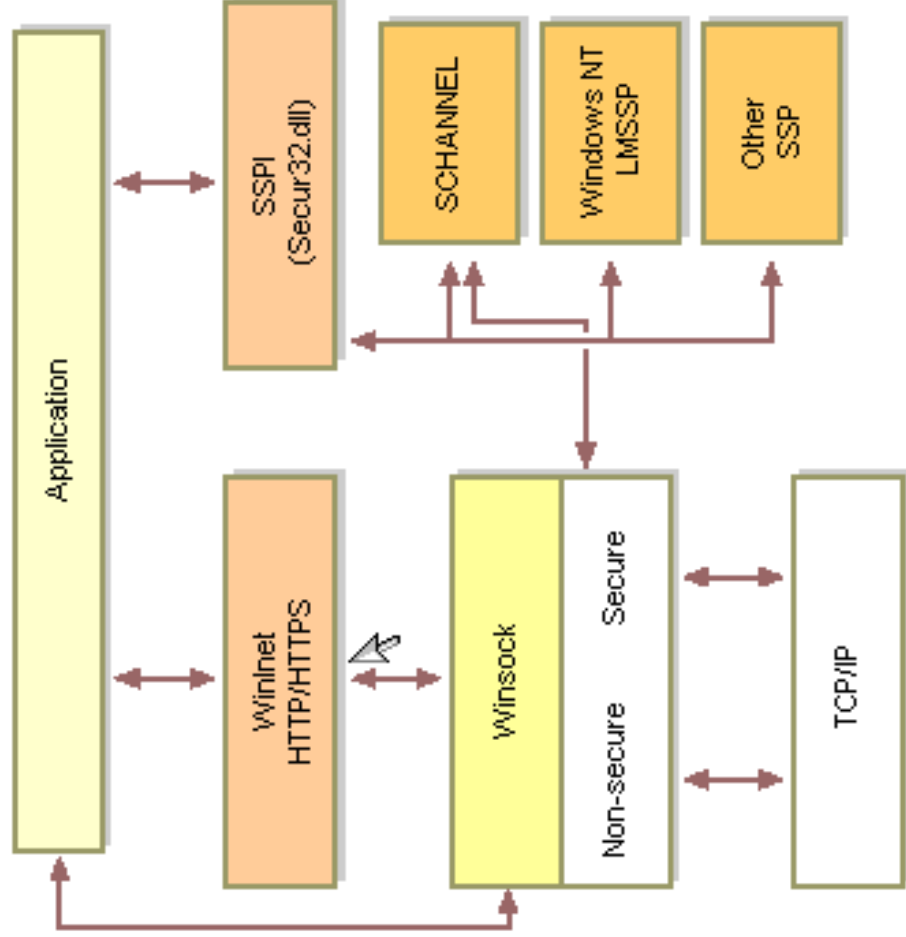 Application
WinInet
HTTP/HTTPS
SSPI
(Secur32.dll)
Winsock
Non-secure
Secure
SCHANNEL
Windows NT
LMSSP
Other
SSP
TCP/IP